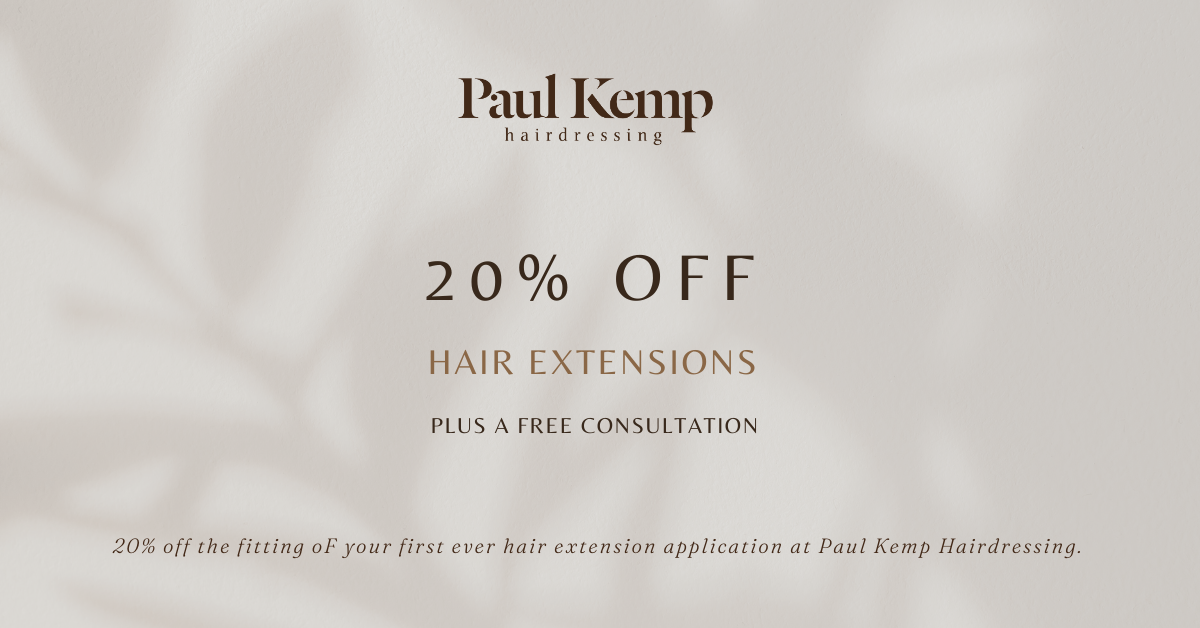 Paul Kemp
hairdressing
20% OFF
HAIR EXTENSIONS
PLUS A FREE CONSULTATION
20% off the fitting oF your first ever hair extension application at Paul Kemp Hairdressing.